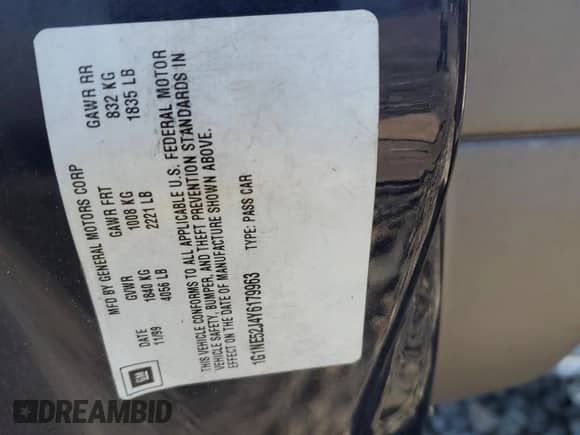 MFD BY GENERAL MOTORS CORP
DATE GVWR GAWR FRT GAWR RR
11/99 1840 KG 1008 KG 832 KG
4056 LB 2221 LB 1835 LB
THIS VEHICLE CONFORMS TO ALL APPLICABLE U.S. FEDERAL MOTOR
VEHICLE SAFETY, BUMPER, AND THEFT PREVENTION STANDARDS IN
EFFECT ON THE DATE OF MANUFACTURE SHOWN ABOVE.
1G1NE52J4Y6179963 TYPE: PASS CAR
GM
DREAMBID